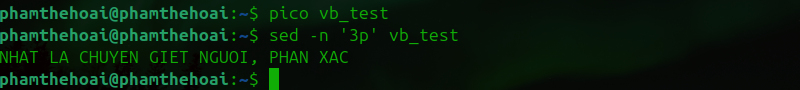 phamthehoai@phamthehoai:~$ pico vb_test
phamthehoai@phamthehoai:~$ sed -n '3p' vb_test
NHAT LA CHUYEN GIET NGUOI, PHAN XAC
phamthehoai@phamthehoai:~$